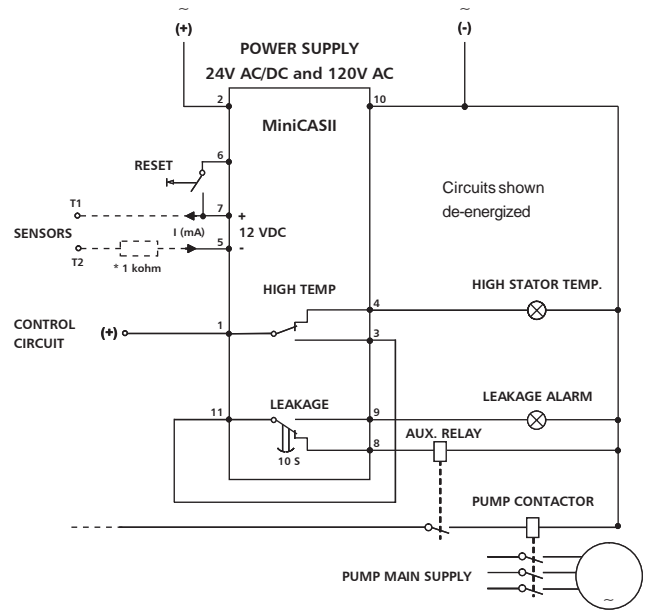 ~
(+)
~
(-)
POWER SUPPLY
24V AC/DC and 120V AC
2
10
MiniCASII
6
RESET
Circuits shown
de-energized
T1
7
+
I (mA)
12 VDC
SENSORS
5
-
T2
* 1 kohm
HIGH TEMP
HIGH STATOR TEMP.
4
CONTROL
CIRCUIT
(+)
1
3
LEAKAGE
LEAKAGE ALARM
11
9
AUX. RELAY
8
10 S
PUMP CONTACTOR
PUMP MAIN SUPPLY
~